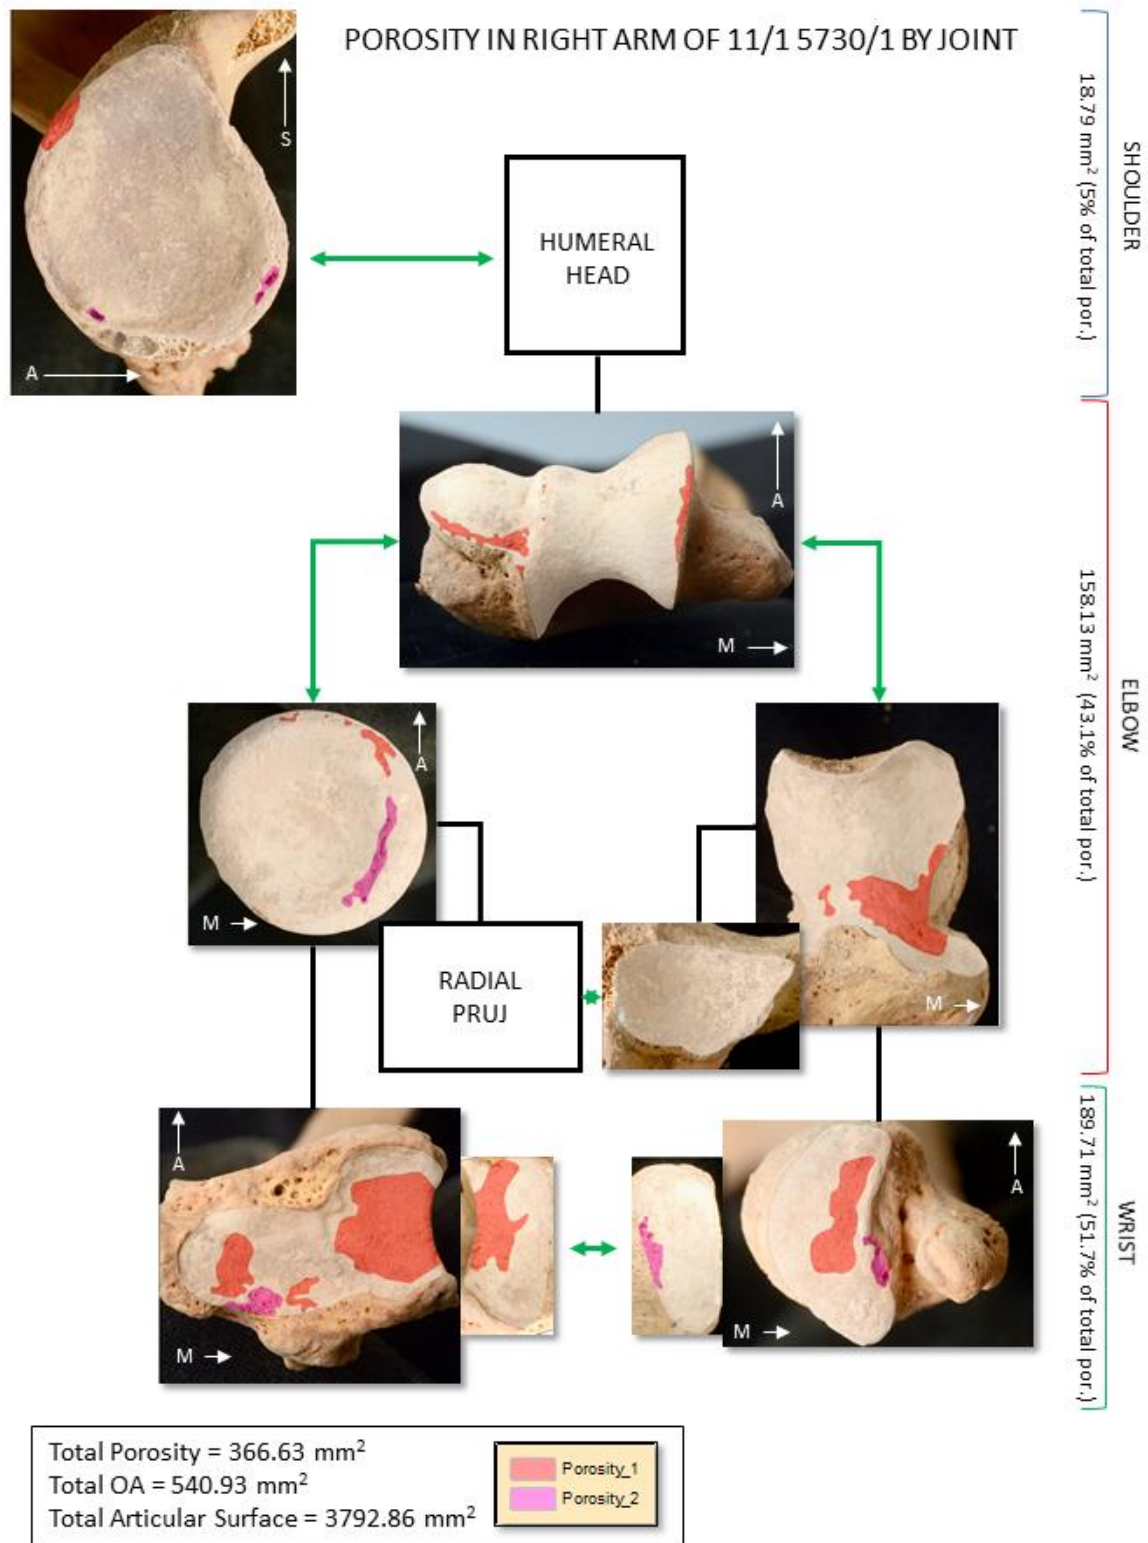 POROSITY IN RIGHT ARM OF 11/1 5730/1 BY JOINT
S
A
HUMERAL
HEAD
18.79 mm² (5% of total por.)
SHOULDER
A
M
158.13 mm² (43.1% of total por.)
ELBOW
A
M
M
RADIAL
PRUJ
A
M
A
M
189.71 mm² (51.7% of total por.)
WRIST
Total Porosity = 366.63 mm²
Total OA = 540.93 mm²
Total Articular Surface = 3792.86 mm²
Porosity_1
Porosity_2